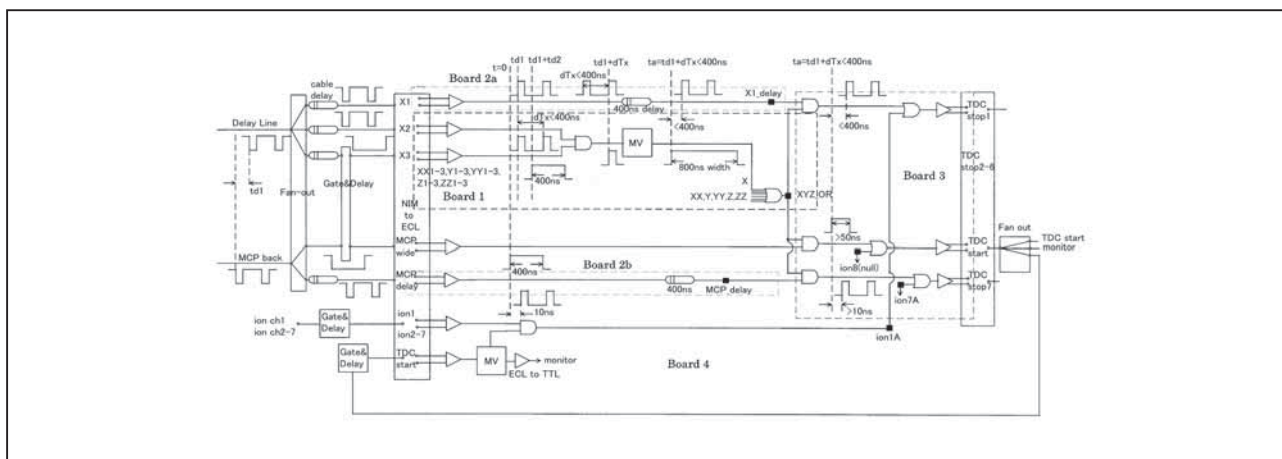 t=0
td1
td1+td2
td1+dTx
dTx<400ns
ta=td1+dTx<400ns
ta=td1+dTx<400ns
Board 2a
cable
delay
X1
400ns delay
X1_delay
<400ns
<400ns
TDC
stop1
Delay Line
X2
dTx<400ns
MV
TDC
stop2-6
X3
800ns width
Board 3
td1
Fan-out
Gate&Delay
XX1-3,Y1-3,YY1-3,
Z1-3,ZZ1-3
400ns
X
XX,Y,YY,Z,ZZ
XYZ_OR
Board 1
NIM
to
ECL
>50ns
Fan out
MCP
wide
TDC
start
TDC start
monitor
MCP back
400ns
Board 2b
ion8(null)
MCP
delay
400ns
MCP_delay
TDC
stop7
ion7A
10ns
>10ns
ion ch1
ion ch2-7
Gate&
Delay
ion1
ion2-7
ion1A
Gate&
Delay
TDC
start
MV
monitor
ECL to TTL
Board 4